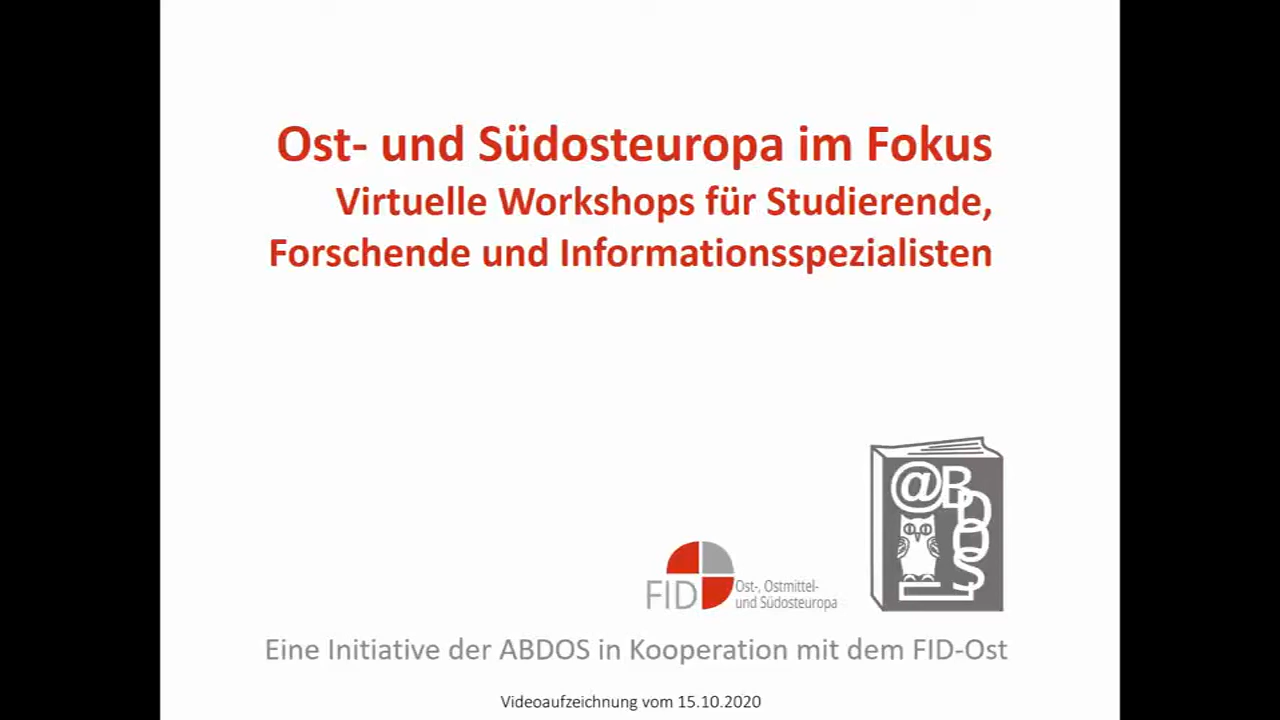 Ost- und Südosteuropa im Fokus
Virtuelle Workshops für Studierende,
Forschende und Informationsspezialisten
@BDOS
FID
Ost-, Ostmittel-
und Südosteuropa
Eine Initiative der ABDOS in Kooperation mit dem FID-Ost
Videoaufzeichnung vom 15.10.2020